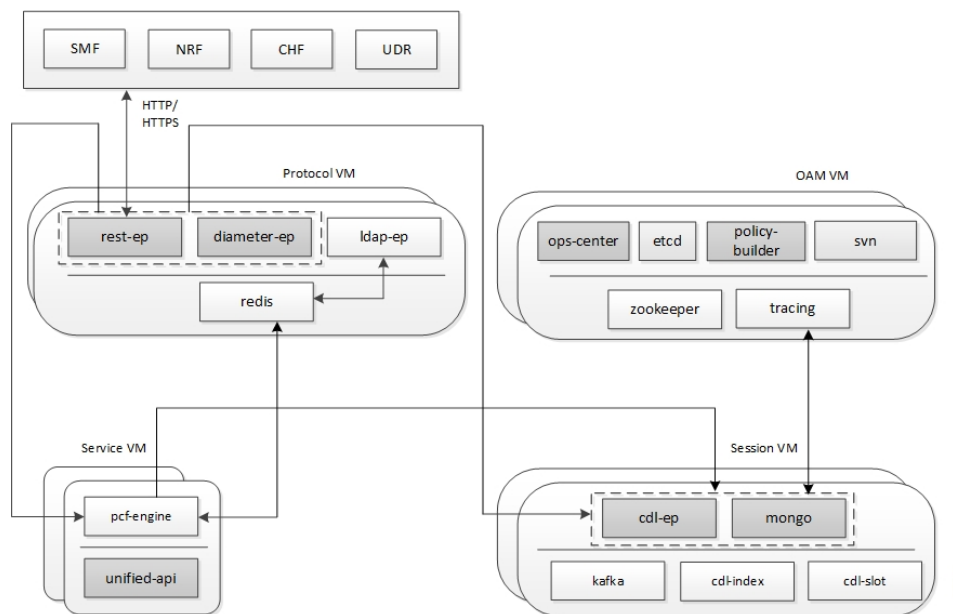 SMF
NRF
CHF
UDR
HTTP/
HTTPS
Protocol VM
OAM VM
rest-ep
diameter-ep
ldap-ep
redis
ops-center
etcd
policy-
builder
svn
zookeeper
tracing
Service VM
Session VM
pcf-engine
unified-api
cdl-ep
mongo
kafka
cdl-index
cdl-slot